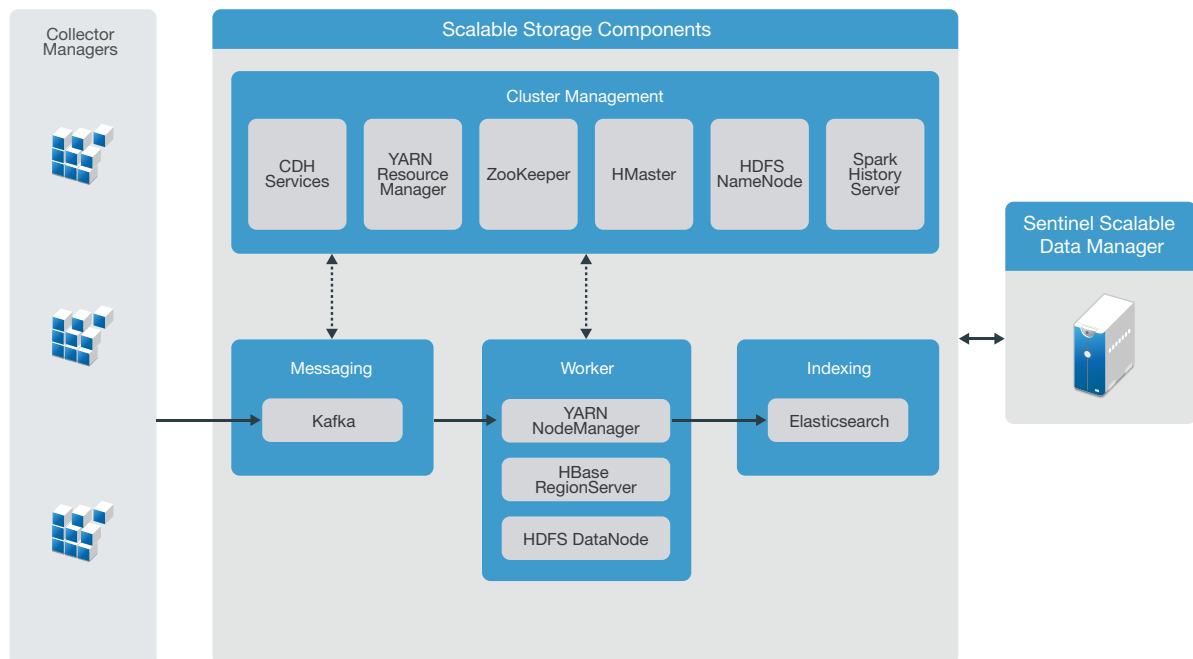 Collector
Managers
Scalable Storage Components
Cluster Management
CDH
Services
YARN
Resource
Manager
ZooKeeper
HMaster
HDFS
NameNode
Spark
History
Server
Sentinel Scalable
Data Manager
Messaging
Kafka
Worker
YARN
NodeManager
HBase
RegionServer
HDFS DataNode
Indexing
Elasticsearch